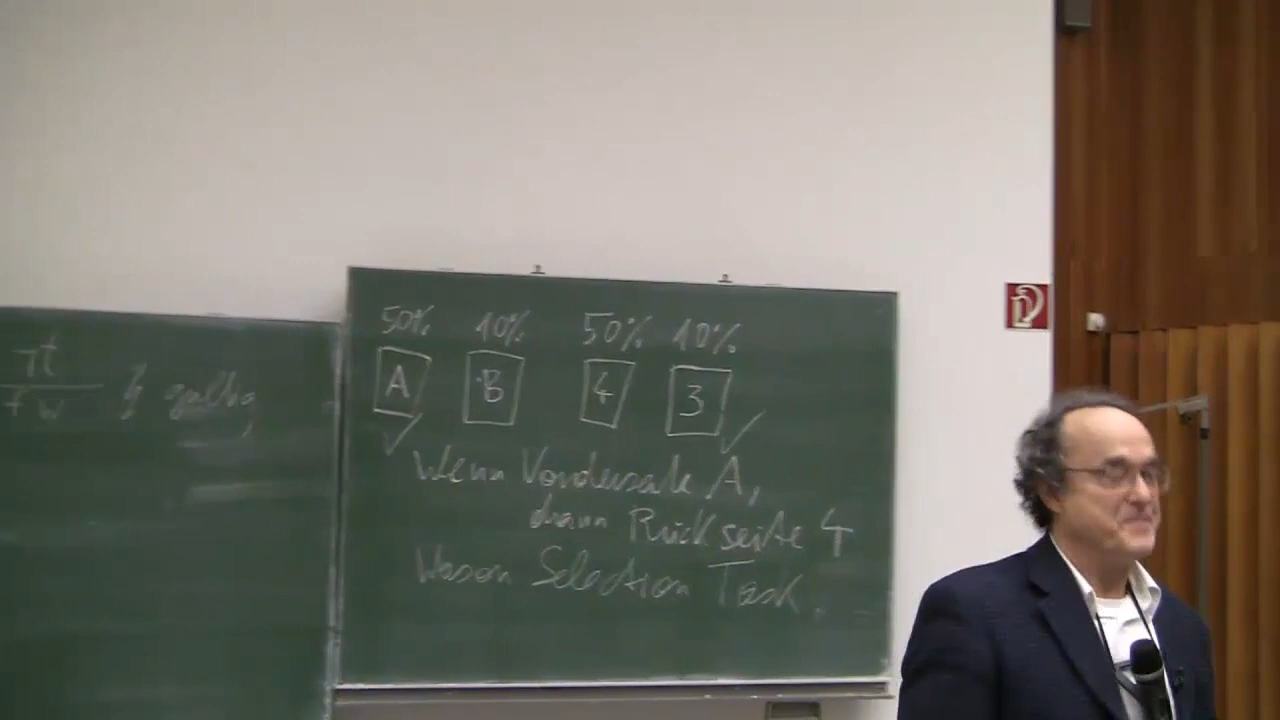 50% 10% 50% 10%
A B 4 3
Wenn Vorderseite A,
dann Rückseite 4
Wason Selection Task.